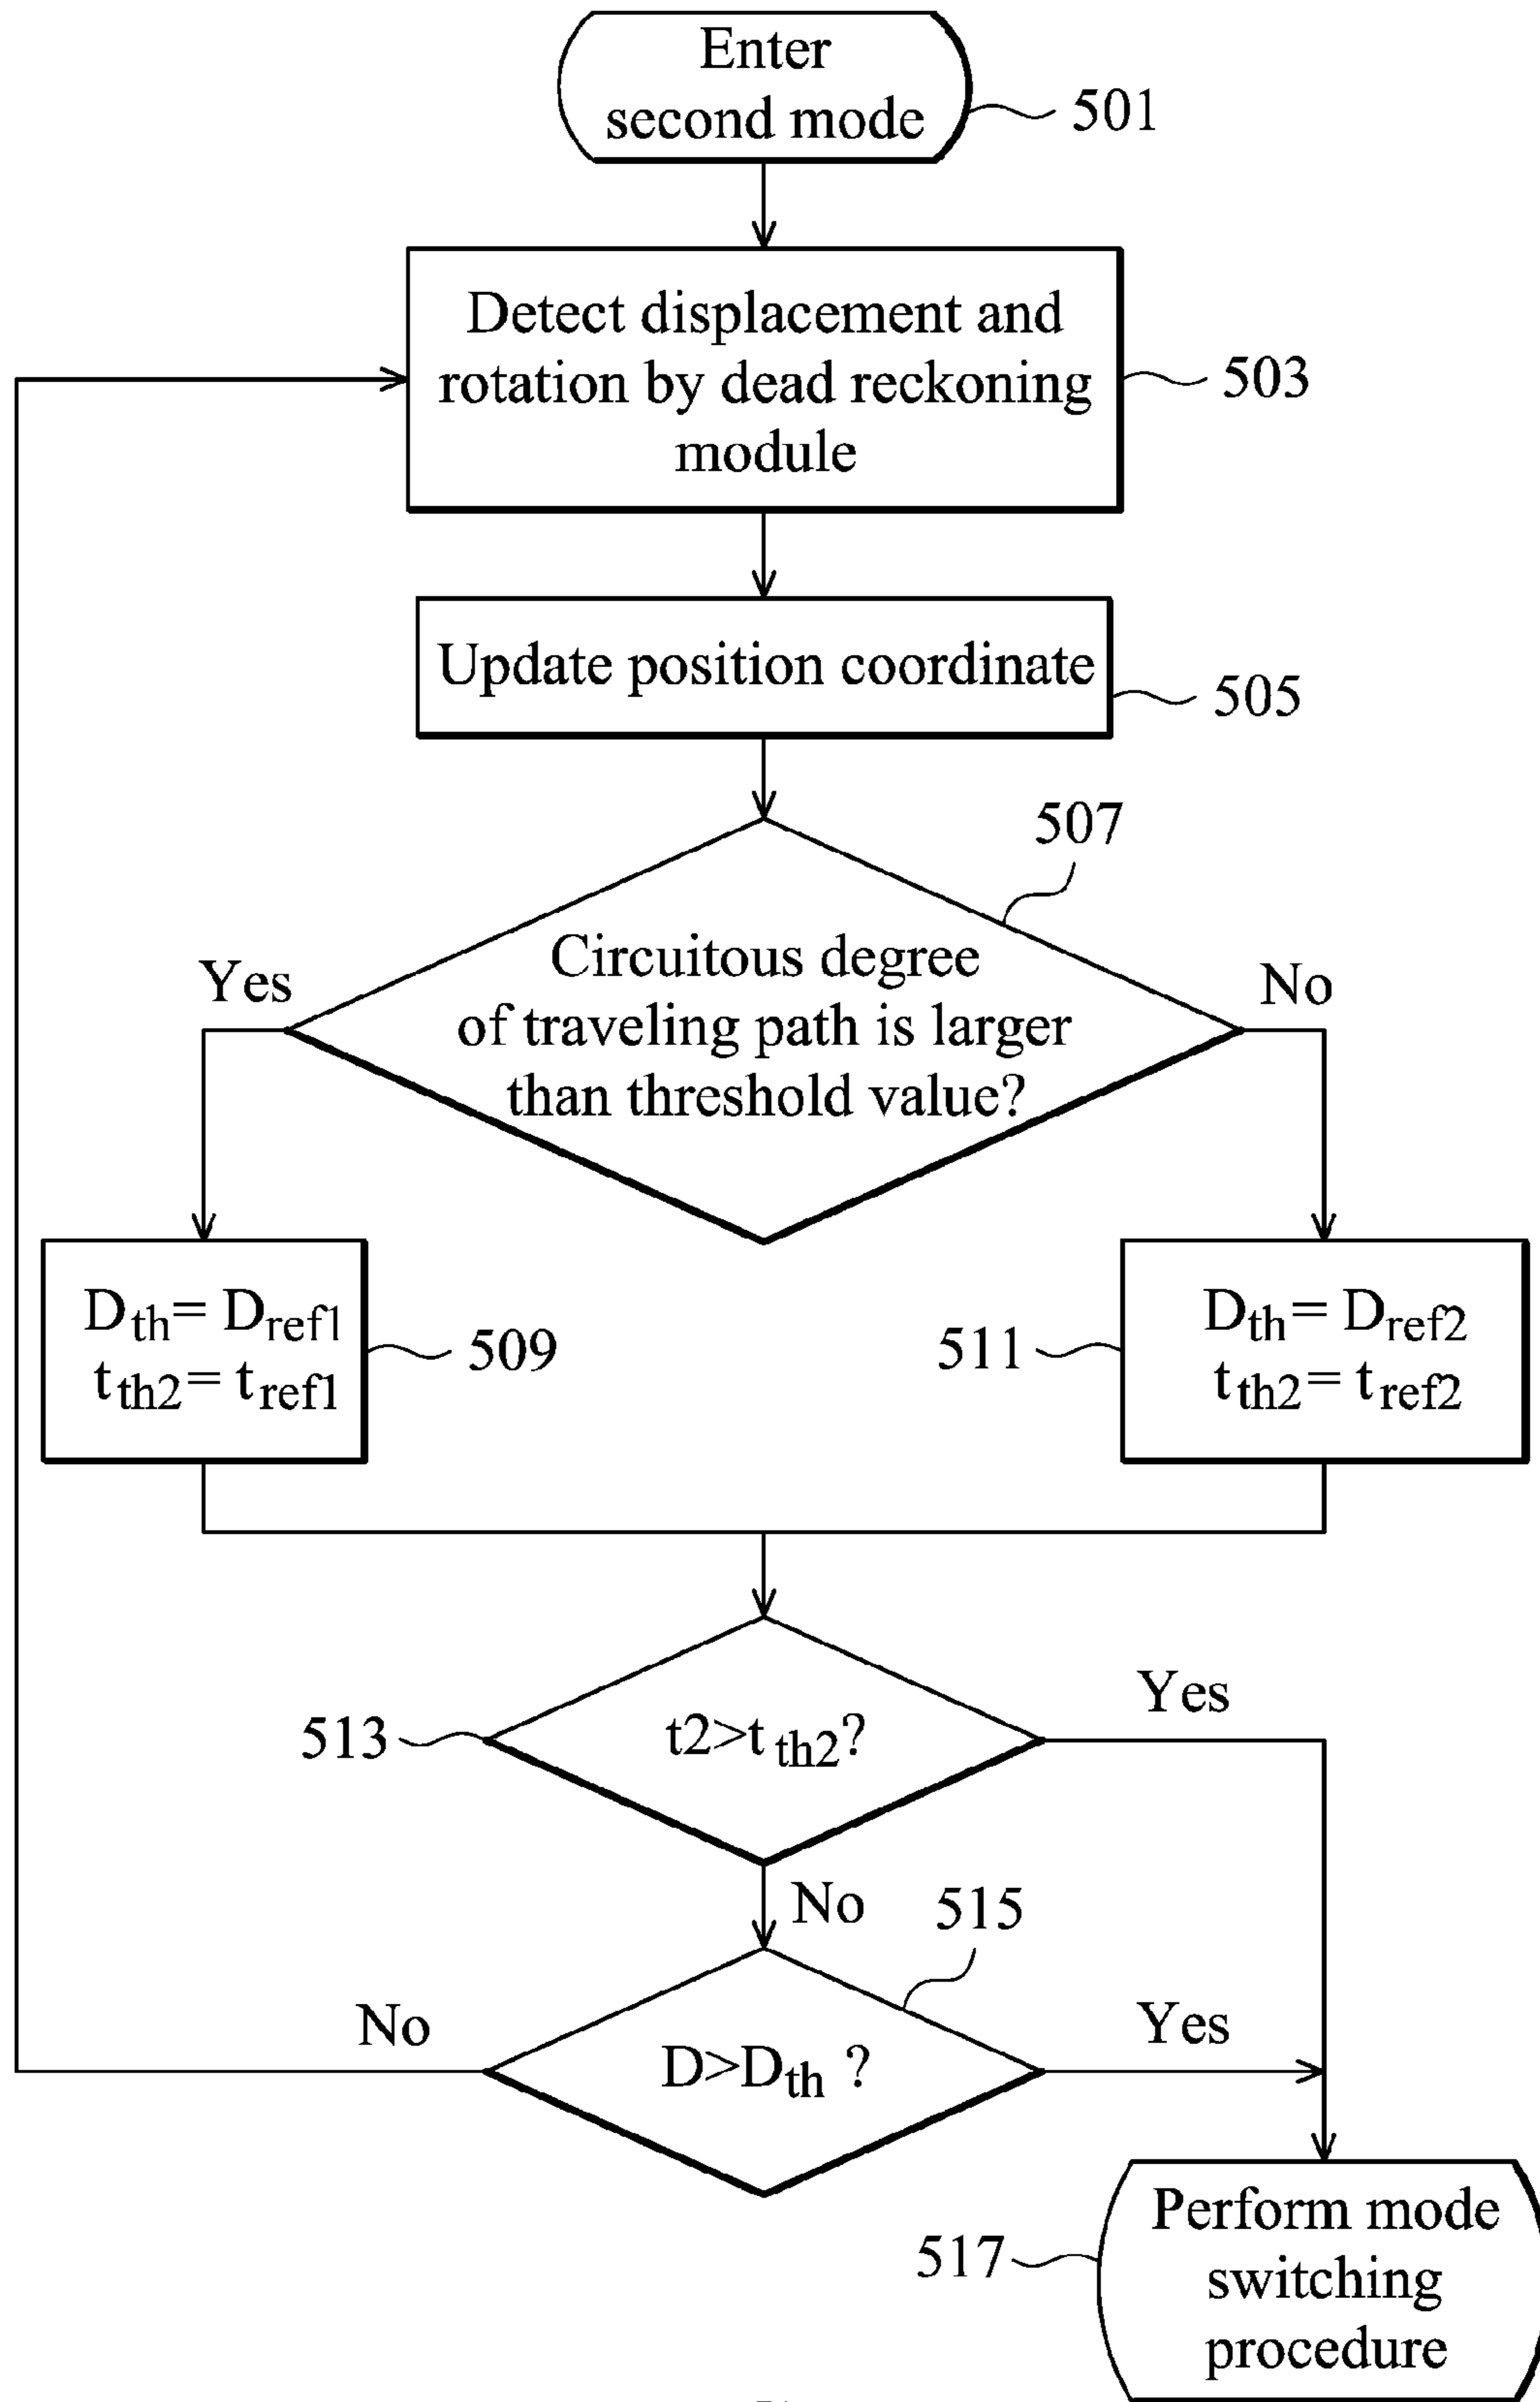 Enter
second mode
501
Detect displacement and
rotation by dead reckoning
module
503
Update position coordinate
505
507
Circuitous degree
of traveling path is larger
than threshold value?
Yes
No
Dth= Dref1
tth2= tref1
509
511
Dth= Dref2
tth2= tref2
513
t2>tth2?
Yes
No
515
D>Dth ?
No
Yes
517
Perform mode
switching
procedure